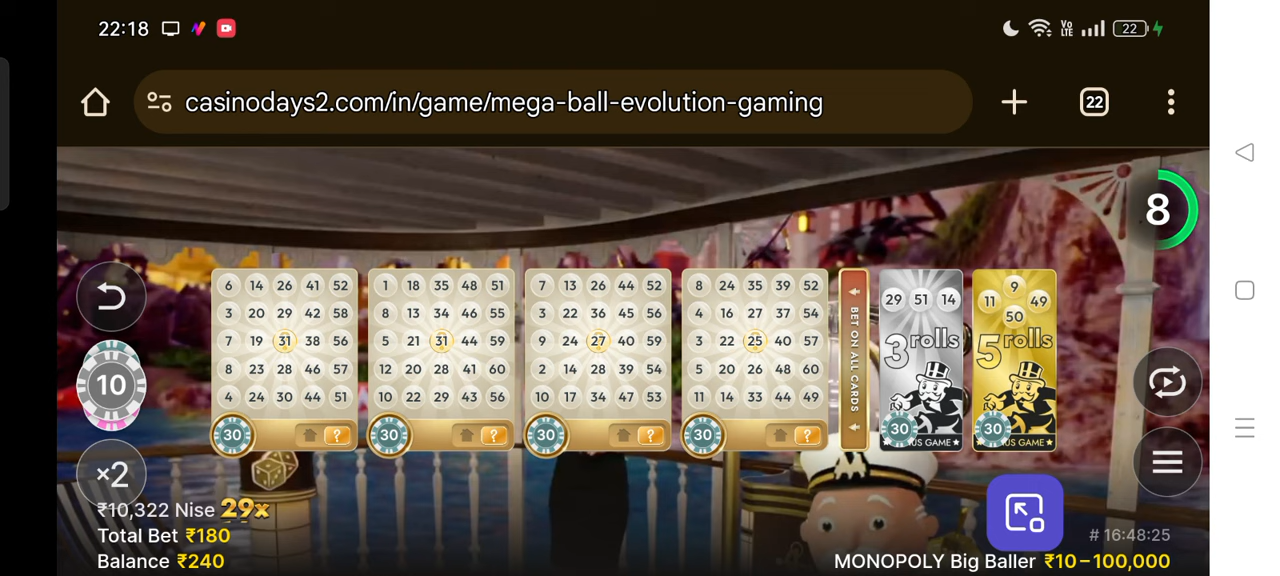 22:18
Vo LTE 22
casinodays2.com/in/game/mega-ball-evolution-gaming
22
8
6 14 26 41 52
3 20 29 42 58
7 19 31 38 56
8 23 28 46 57
4 24 30 44 51
30 ?
1 18 35 48 51
8 13 34 46 55
5 21 31 44 59
12 20 28 41 60
10 22 29 43 56
30 ?
7 13 26 44 52
3 22 36 45 56
9 24 27 40 59
2 14 28 39 54
10 17 34 47 53
30 ?
8 24 35 39 52
4 16 27 37 54
3 22 25 40 57
5 20 26 48 60
11 14 33 44 49
30 ?
BET ON ALL CARDS
29 51 14
3 rolls
30
US GAME
9
11 49
50
5 rolls
30
US GAME
10
×2
₹10,322 Nise 29x
Total Bet ₹180
Balance ₹240
M
# 16:48:25
MONOPOLY Big Baller ₹10–100,000